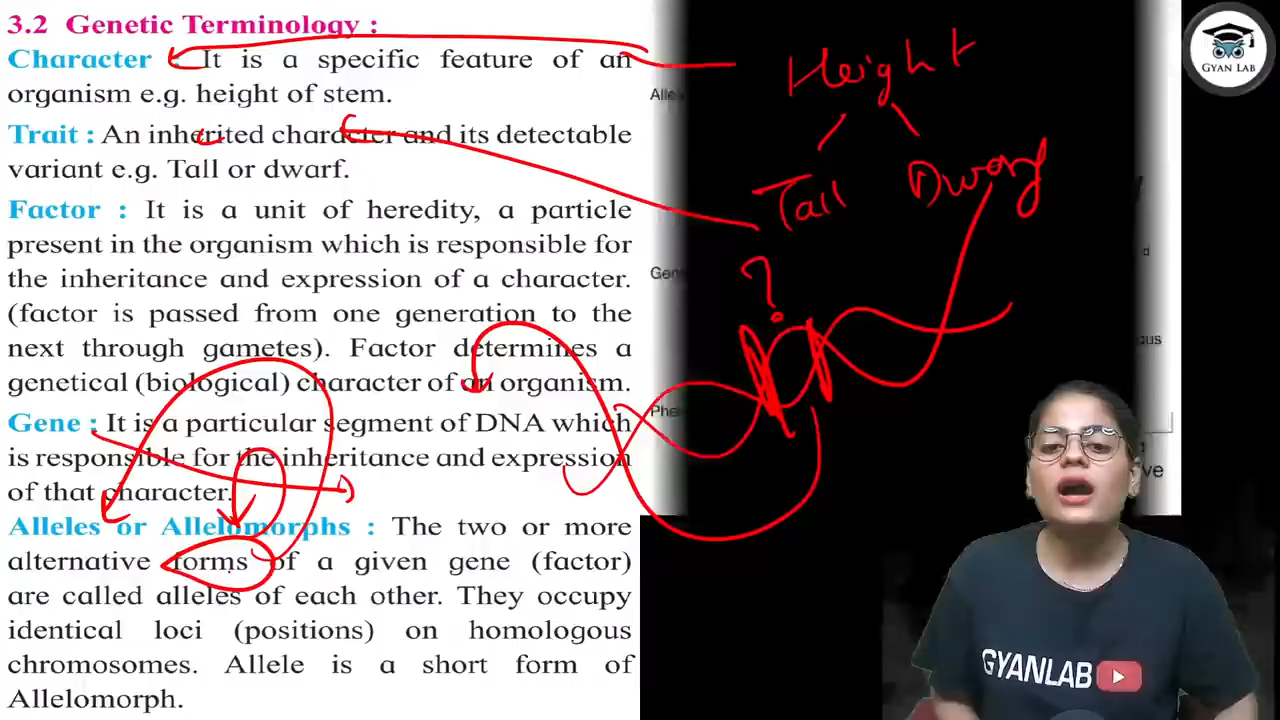 3.2 Genetic Terminology :
Character : It is a specific feature of an
organism e.g. height of stem.
Trait : An inherited character and its detectable
variant e.g. Tall or dwarf.
Factor : It is a unit of heredity, a particle
present in the organism which is responsible for
the inheritance and expression of a character.
(factor is passed from one generation to the
next through gametes). Factor determines a
genetical (biological) character of an organism.
Gene : It is a particular segment of DNA which
is responsible for the inheritance and expression
of that character.
Alleles or Allelomorphs : The two or more
alternative forms of a given gene (factor)
are called alleles of each other. They occupy
identical loci (positions) on homologous
chromosomes. Allele is a short form of
Allelomorph.
Height
Tall Dwarf
?
GYAN LAB
GYANLAB